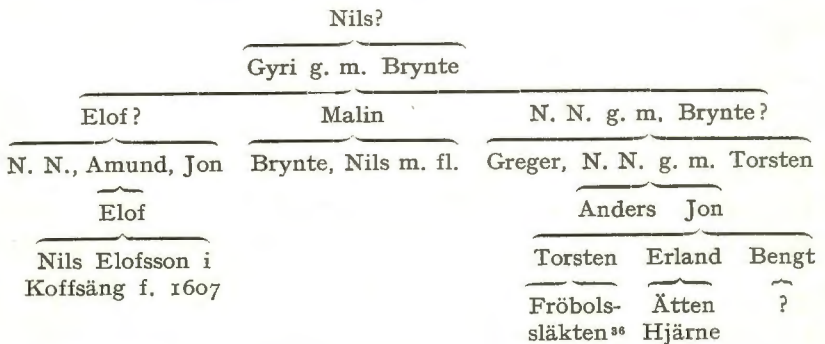 Nils?
Gyri g. m. Brynte
Elof? Malin N. N. g. m. Brynte?
N. N., Amund, Jon Brynte, Nils m. fl. Greger, N. N. g. m. Torsten
Elof Anders Jon
Nils Elofsson i Torsten Erland Bengt
Koffsäng f. 1607 Fröbols- Ätten ?
släkten³⁶ Hjärne